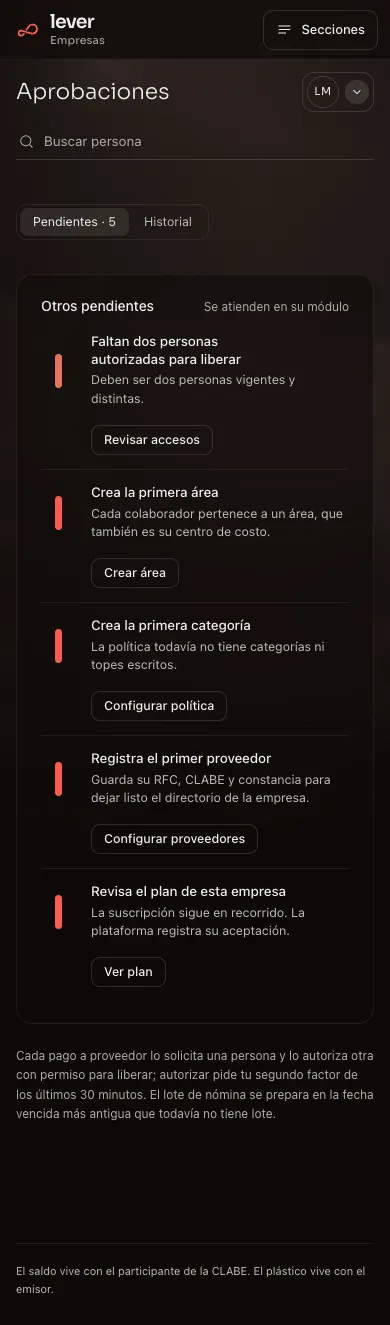 lever
Empresas
Secciones
Aprobaciones
LM
Buscar persona
Pendientes · 5
Historial
Otros pendientes
Se atienden en su módulo
Faltan dos personas
autorizadas para liberar
Deben ser dos personas vigentes y
distintas.
Revisar accesos
Crea la primera área
Cada colaborador pertenece a un área, que
también es su centro de costo.
Crear área
Crea la primera categoría
La política todavía no tiene categorías ni
topes escritos.
Configurar política
Registra el primer proveedor
Guarda su RFC, CLABE y constancia para
dejar listo el directorio de la empresa.
Configurar proveedores
Revisa el plan de esta empresa
La suscripción sigue en recorrido. La
plataforma registra su aceptación.
Ver plan
Cada pago a proveedor lo solicita una persona y lo autoriza otra
con permiso para liberar; autorizar pide tu segundo factor de
los últimos 30 minutos. El lote de nómina se prepara en la fecha
vencida más antigua que todavía no tiene lote.
El saldo vive con el participante de la CLABE. El plástico vive con el
emisor.